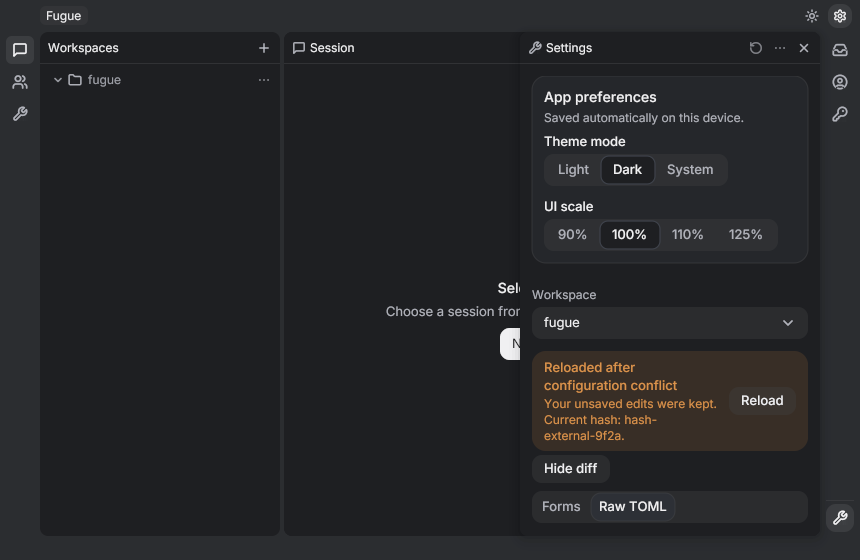 Fugue
Workspaces
fugue
Session
Choose a session from
Settings
App preferences
Saved automatically on this device.
Theme mode
Light Dark System
UI scale
90% 100% 110% 125%
Workspace
fugue
Reloaded after
configuration conflict
Your unsaved edits were kept.
Current hash: hash-
external-9f2a.
Reload
Hide diff
Forms Raw TOML